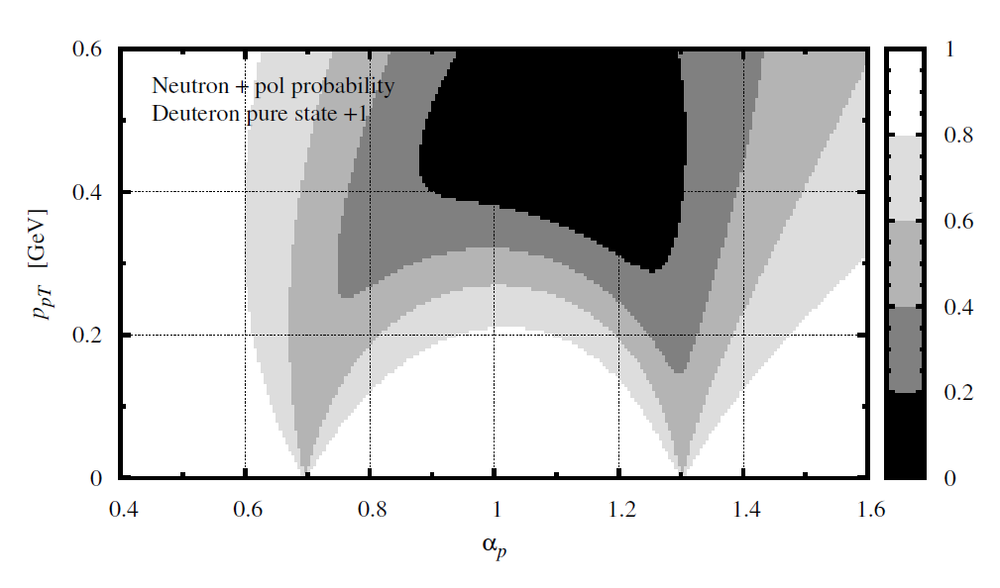 Neutron + pol probability
Deuteron pure state +1
0.6
0.4
0.2
0
p_pT [GeV]
0.4 0.6 0.8 1 1.2 1.4 1.6
α_p
1
0.8
0.6
0.4
0.2
0